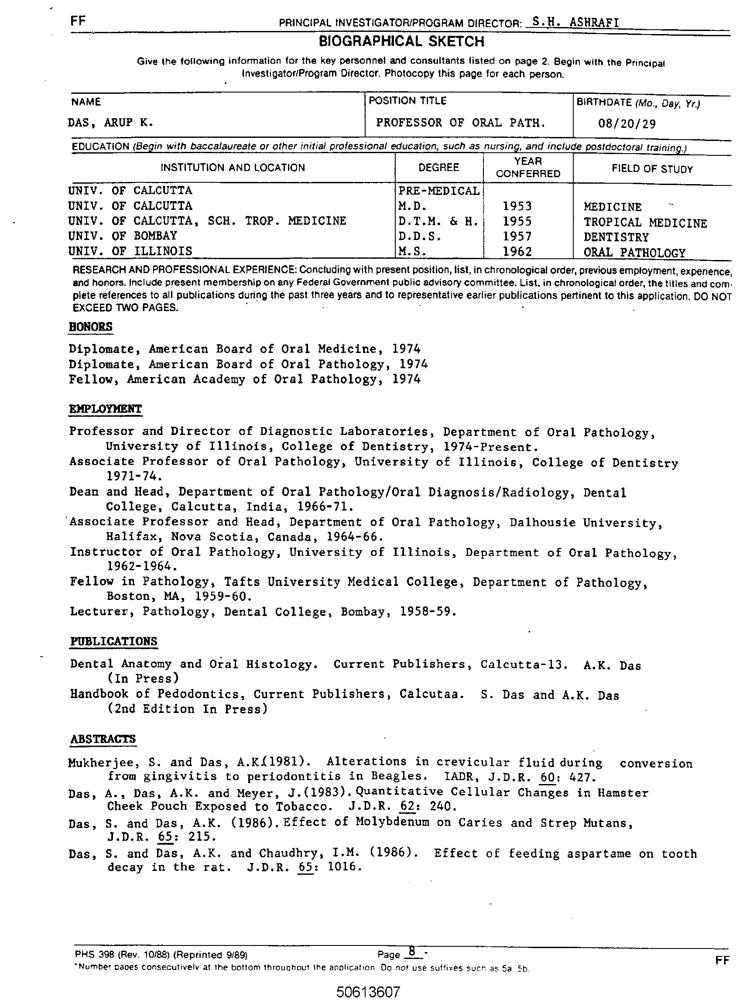 FF
PRINCIPAL INVESTIGATOR/PROGRAM DIRECTOR: S.H. ASHRAFI
BIOGRAPHICAL SKETCH
Give the following information for the key personnel and consultants listed on page 2. Begin with the Principal
Investigator/Program Director. Photocopy this page for each person.
NAME POSITION TITLE BIRTHDATE (Mo., Day, Yr.)
DAS, ARUP K. PROFESSOR OF ORAL PATH. 08/20/29
EDUCATION (Begin with baccalaureate or other initial professional education, such as nursing, and include postdoctoral training.)
INSTITUTION AND LOCATION DEGREE YEAR CONFERRED FIELD OF STUDY
UNIV. OF CALCUTTA PRE-MEDICAL
UNIV. OF CALCUTTA M.D. 1953 MEDICINE
UNIV. OF CALCUTTA, SCH. TROP. MEDICINE D.T.M. & H. 1955 TROPICAL MEDICINE
UNIV. OF BOMBAY D.D.S. 1957 DENTISTRY
UNIV. OF ILLINOIS M.S. 1962 ORAL PATHOLOGY
RESEARCH AND PROFESSIONAL EXPERIENCE: Concluding with present position, list, in chronological order, previous employment, experience,
and honors. Include present membership on any Federal Government public advisory committee. List, in chronological order, the titles and com-
plete references to all publications during the past three years and to representative earlier publications pertinent to this application. DO NOT
EXCEED TWO PAGES.
HONORS
Diplomate, American Board of Oral Medicine, 1974
Diplomate, American Board of Oral Pathology, 1974
Fellow, American Academy of Oral Pathology, 1974
EMPLOYMENT
Professor and Director of Diagnostic Laboratories, Department of Oral Pathology,
University of Illinois, College of Dentistry, 1974-Present.
Associate Professor of Oral Pathology, University of Illinois, College of Dentistry
1971-74.
Dean and Head, Department of Oral Pathology/Oral Diagnosis/Radiology, Dental
College, Calcutta, India, 1966-71.
Associate Professor and Head, Department of Oral Pathology, Dalhousie University,
Halifax, Nova Scotia, Canada, 1964-66.
Instructor of Oral Pathology, University of Illinois, Department of Oral Pathology,
1962-1964.
Fellow in Pathology, Tafts University Medical College, Department of Pathology,
Boston, MA, 1959-60.
Lecturer, Pathology, Dental College, Bombay, 1958-59.
PUBLICATIONS
Dental Anatomy and Oral Histology. Current Publishers, Calcutta-13. A.K. Das
(In Press)
Handbook of Pedodontics, Current Publishers, Calcutaa. S. Das and A.K. Das
(2nd Edition In Press)
ABSTRACTS
Mukherjee, S. and Das, A.K.(1981). Alterations in crevicular fluid during conversion
from gingivitis to periodontitis in Beagles. IADR, J.D.R. 60: 427.
Das, A., Das, A.K. and Meyer, J.(1983). Quantitative Cellular Changes in Hamster
Cheek Pouch Exposed to Tobacco. J.D.R. 62: 240.
Das, S. and Das, A.K. (1986). Effect of Molybdenum on Caries and Strep Mutans,
J.D.R. 65: 215.
Das, S. and Das, A.K. and Chaudhry, I.M. (1986). Effect of feeding aspartame on tooth
decay in the rat. J.D.R. 65: 1016.
PHS 398 (Rev. 10/88) (Reprinted 9/89) Page 8 FF
*Number pages consecutively at the bottom throughout the application. Do not use suffixes such as 5a, 5b.
50613607